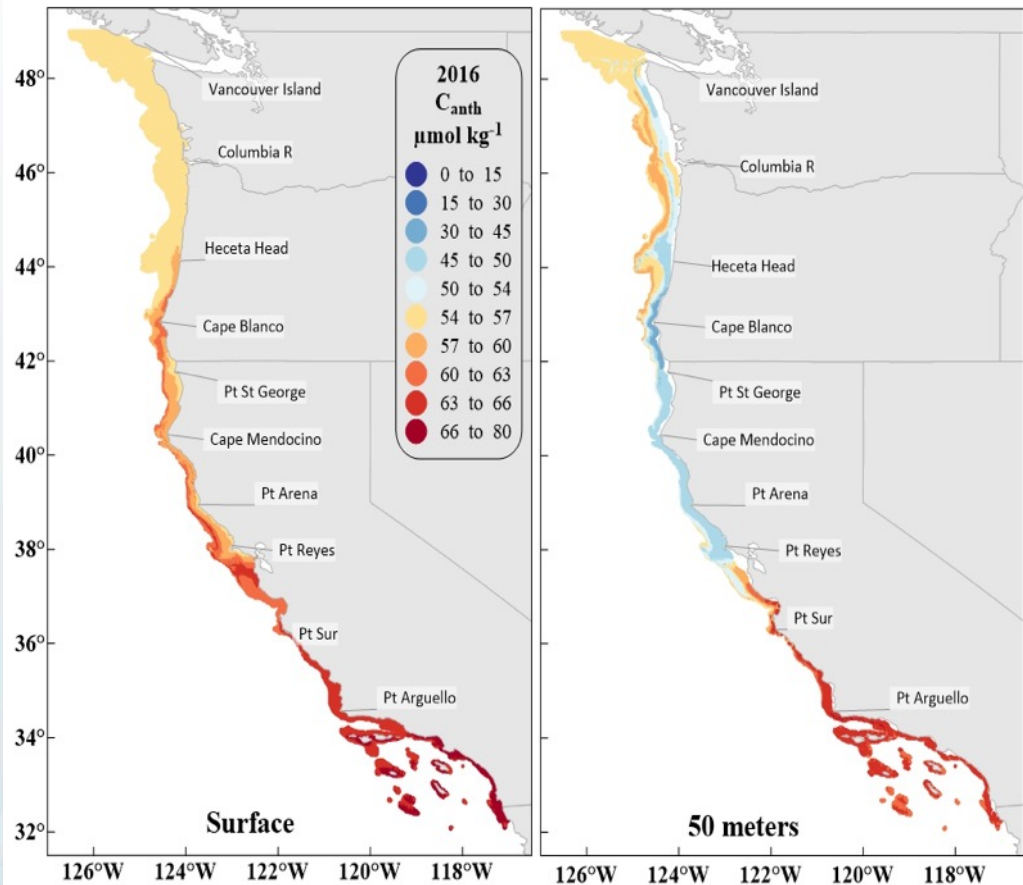 2016
C_anth
μmol kg⁻¹
0 to 15
15 to 30
30 to 45
45 to 50
50 to 54
54 to 57
57 to 60
60 to 63
63 to 66
66 to 80
48°
46°
44°
42°
40°
38°
36°
34°
32°
Vancouver Island
Columbia R
Heceta Head
Cape Blanco
Pt St George
Cape Mendocino
Pt Arena
Pt Reyes
Pt Sur
Pt Arguello
Surface
126°W 124°W 122°W 120°W 118°W
Vancouver Island
Columbia R
Heceta Head
Cape Blanco
Pt St George
Cape Mendocino
Pt Arena
Pt Reyes
Pt Sur
Pt Arguello
50 meters
126°W 124°W 122°W 120°W 118°W